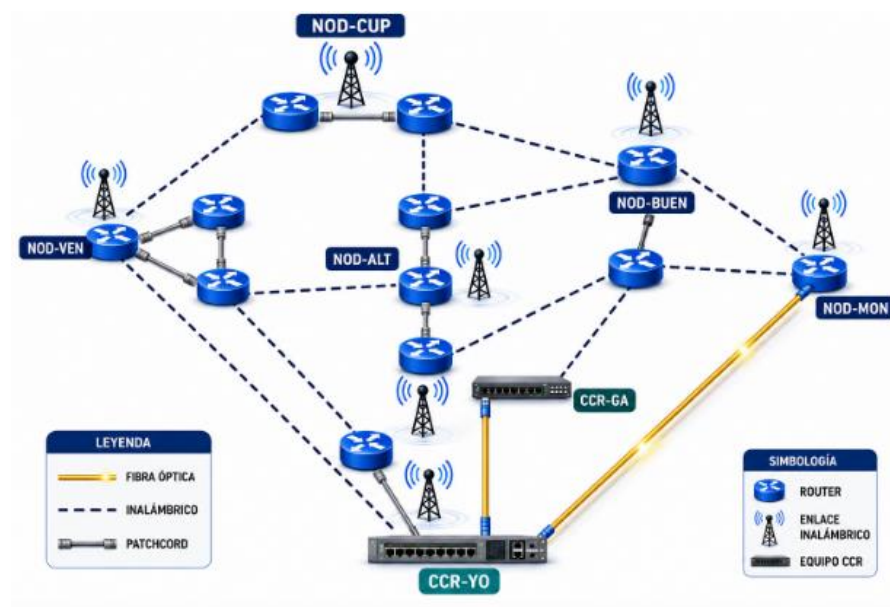 NOD-CUP
NOD-BUEN
NOD-VEN
NOD-ALT
NOD-MON
CCR-GA
LEYENDA
FIBRA ÓPTICA
INALÁMBRICO
PATCHCORD
CCR-YO
SIMBOLOGÍA
ROUTER
ENLACE
INALÁMBRICO
EQUIPO CCR